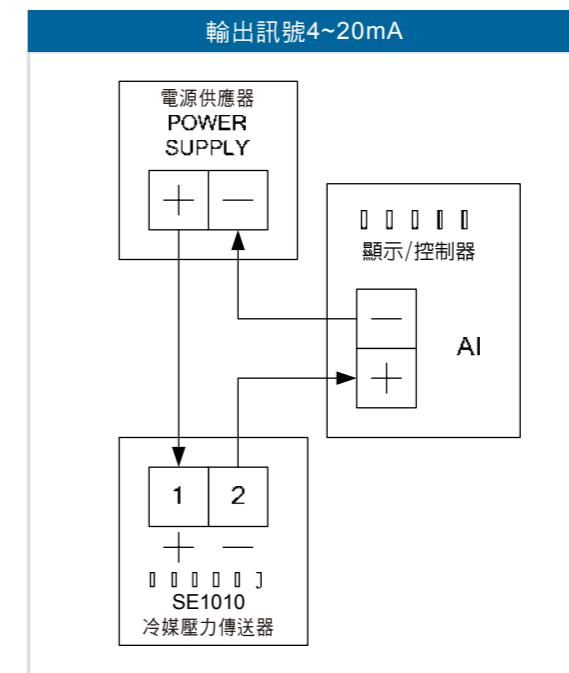 輸出訊號4~20mA
電源供應器
POWER
SUPPLY
+ −
顯示/控制器
−
AI
+
1 2
+ −
SE1010
冷媒壓力傳送器